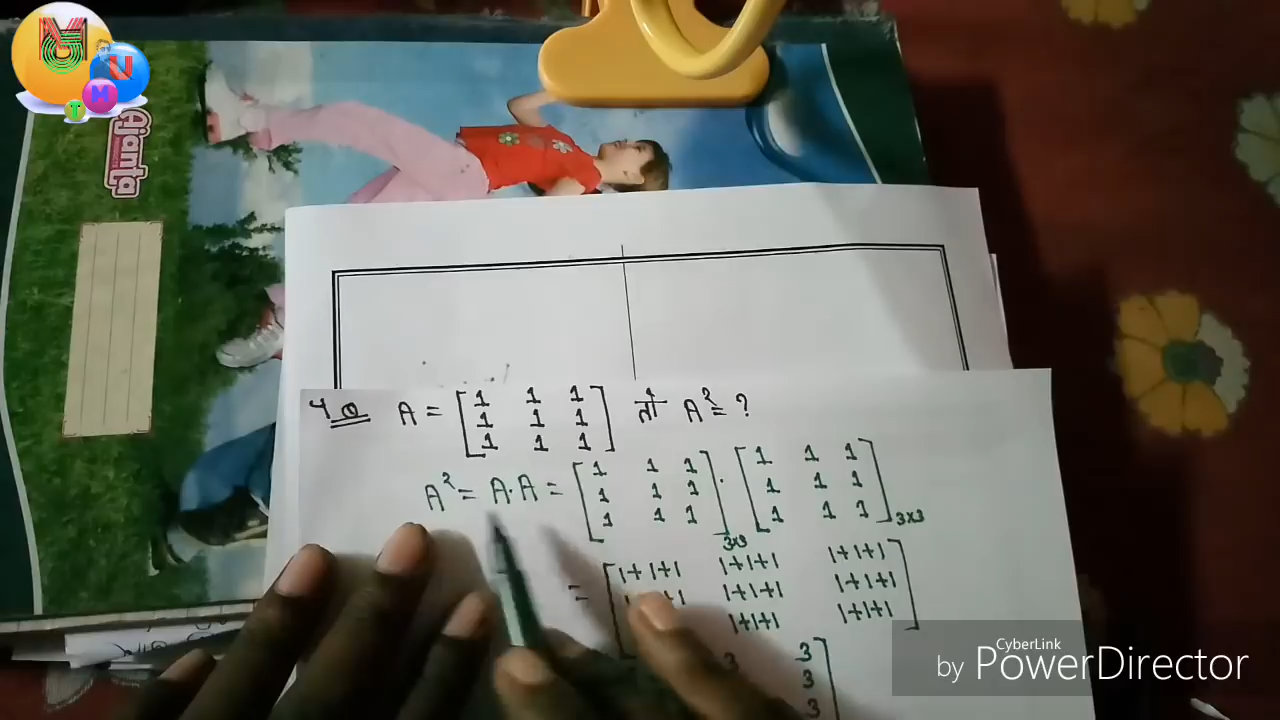 MG
U
H
T
Ajanta
4 Q A = [1 1 1
1 1 1
1 1 1] तो A² = ?
A² = A.A = [1 1 1
1 1 1
1 1 1]3x3 . [1 1 1
1 1 1
1 1 1]3x3
= [1+1+1 1+1+1 1+1+1
1+1+1 1+1+1
1+1+1 1+1+1]
3 3
3
3]
CyberLink
by PowerDirector